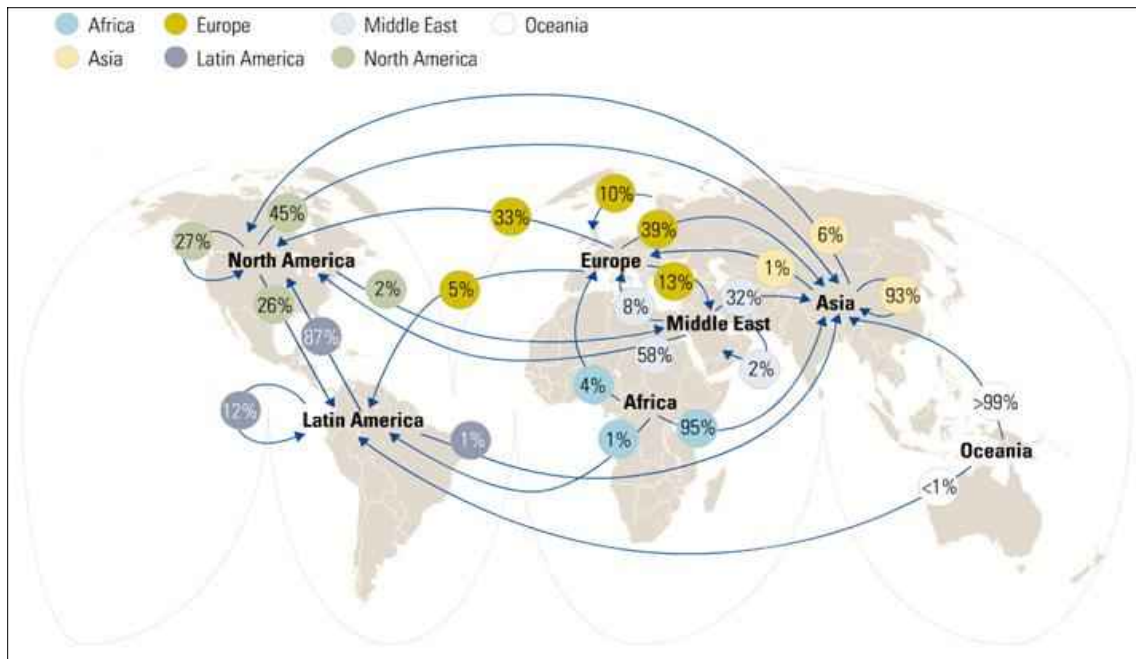 Africa Europe Middle East Oceania
Asia Latin America North America
10%
33%
45% 39% 6%
27%
North America Europe 1%
2% 5% 13% 32% Asia 93%
26% 8%
Middle East
87%
58% 2%
4%
12% Africa >99%
Latin America
1% 1% 95%
Oceania
<1%